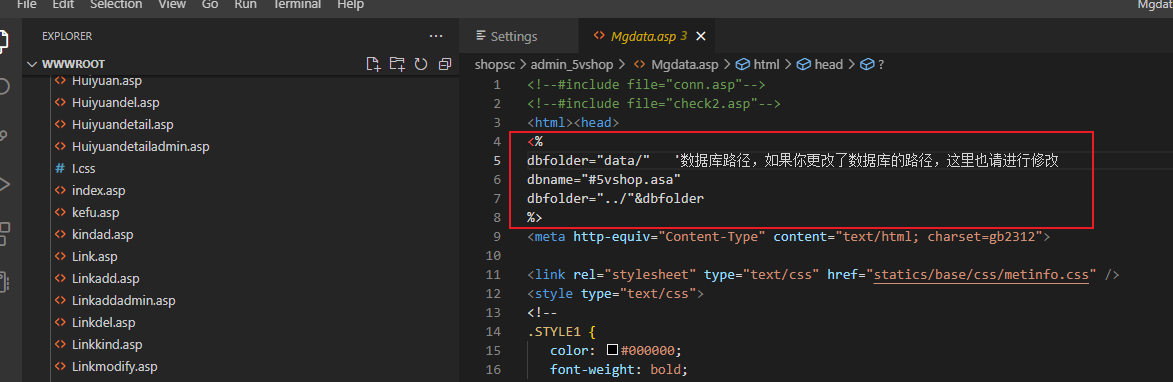 File Edit Selection View Go Run Terminal Help Mgdat
EXPLORER ···
Settings
Mgdata.asp 3
WWWROOT
shopsc > admin_5vshop > Mgdata.asp > html > head > ?
Huiyuan.asp
Huiyuandel.asp
Huiyuandetail.asp
Huiyuandetailadmin.asp
l.css
index.asp
kefu.asp
kindad.asp
Link.asp
Linkadd.asp
Linkaddadmin.asp
Linkdel.asp
Linkkind.asp
Linkmodify.asp
1 <!--#include file="conn.asp"-->
2 <!--#include file="check2.asp"-->
3 <html><head>
4 <%
5 dbfolder="data/" '数据库路径，如果你更改了数据库的路径，这里也请进行修改
6 dbname="#5vshop.asa"
7 dbfolder="../"&dbfolder
8 %>
9 <meta http-equiv="Content-Type" content="text/html; charset=gb2312">
10
11 <link rel="stylesheet" type="text/css" href="statics/base/css/metinfo.css" />
12 <style type="text/css">
13 <!--
14 .STYLE1 {
15 color: #000000;
16 font-weight: bold;